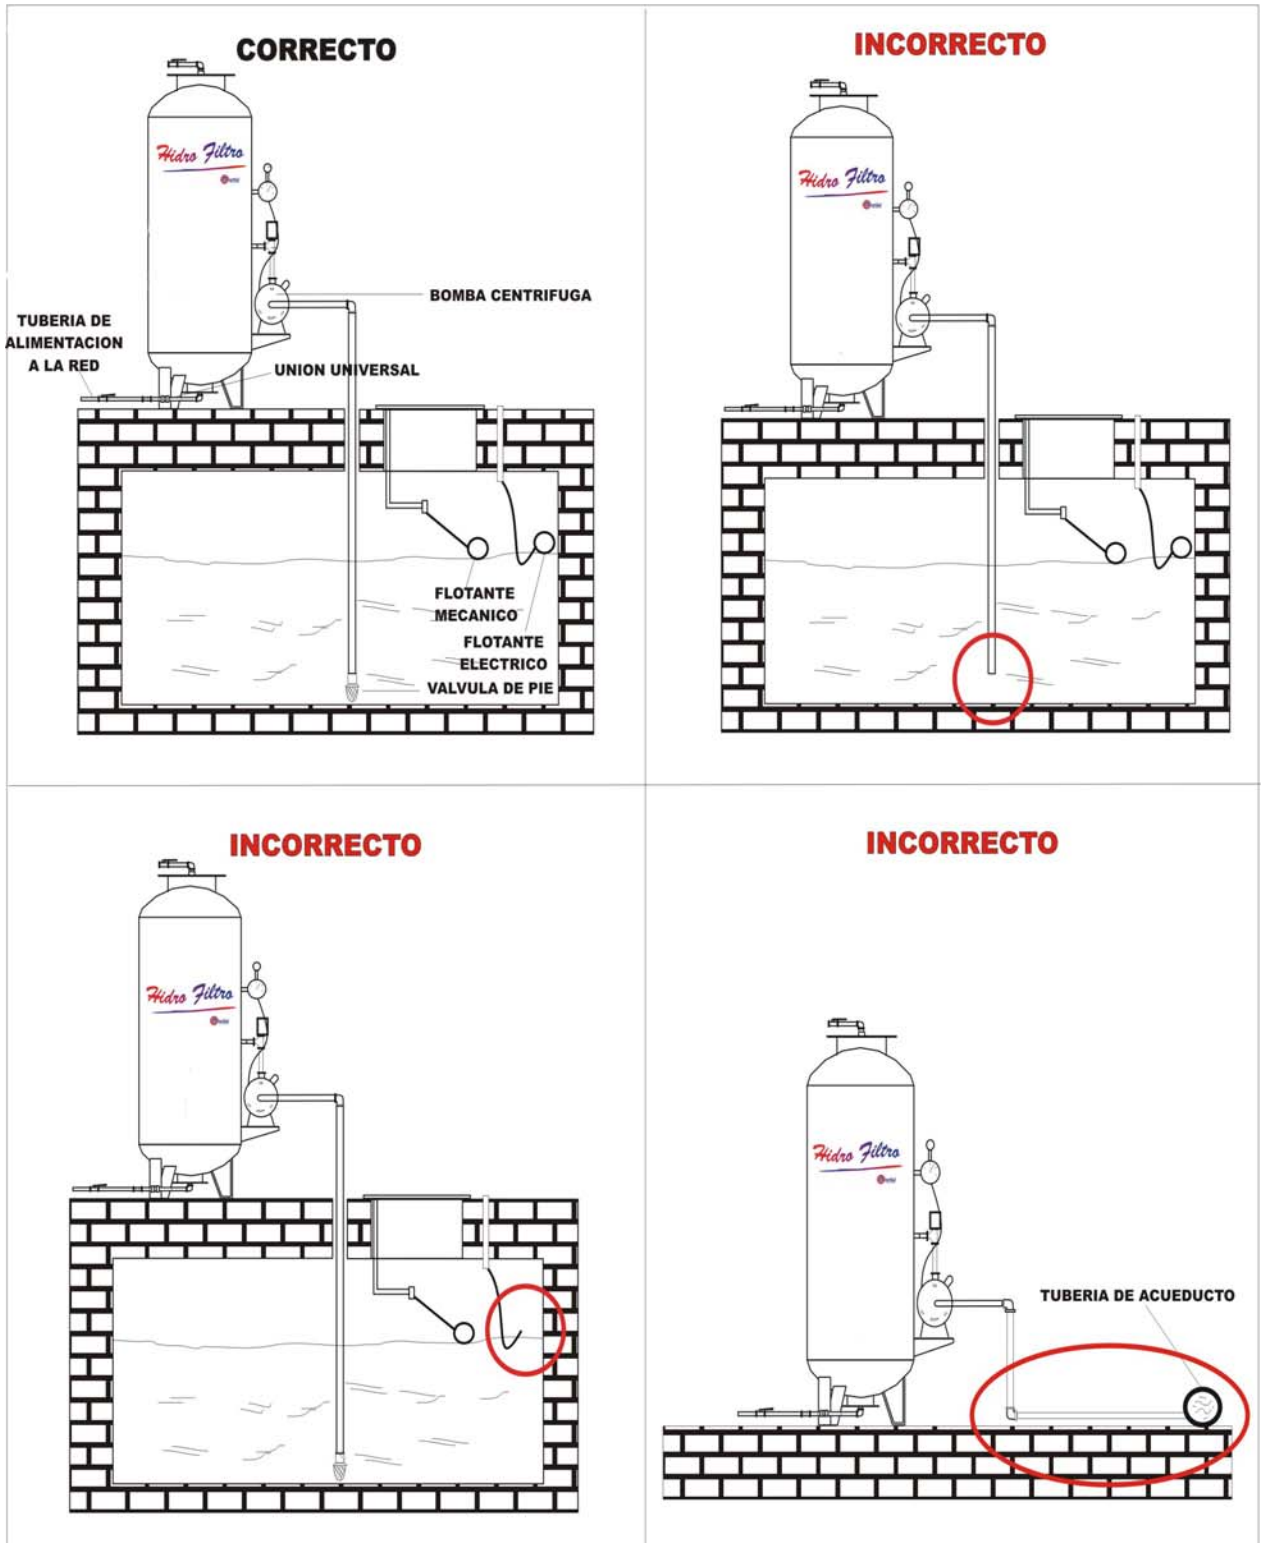 CORRECTO
Hidro Filtro
BOMBA CENTRIFUGA
TUBERIA DE
ALIMENTACION
A LA RED
UNION UNIVERSAL
FLOTANTE
MECANICO
FLOTANTE
ELECTRICO
VALVULA DE PIE
INCORRECTO
Hidro Filtro
INCORRECTO
Hidro Filtro
INCORRECTO
Hidro Filtro
TUBERIA DE ACUEDUCTO